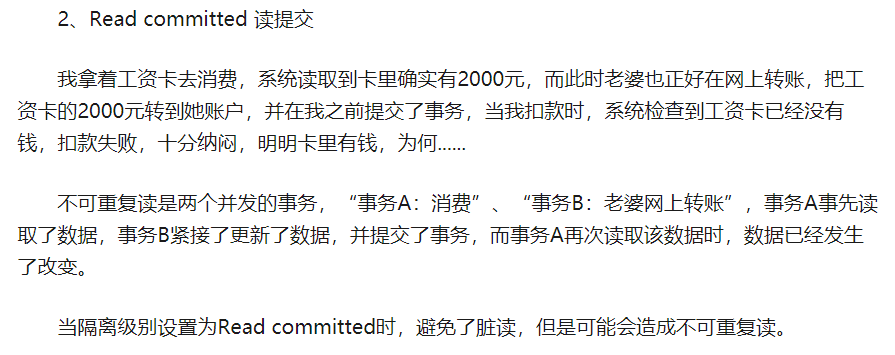 2、Read committed 读提交
我拿着工资卡去消费，系统读取到卡里确实有2000元，而此时老婆也正好在网上转账，把工
资卡的2000元转到她账户，并在我之前提交了事务，当我扣款时，系统检查到工资卡已经没有
钱，扣款失败，十分纳闷，明明卡里有钱，为何......
不可重复读是两个并发的事务，“事务A：消费”、“事务B：老婆网上转账”，事务A事先读
取了数据，事务B紧接了更新了数据，并提交了事务，而事务A再次读取该数据时，数据已经发生
了改变。
当隔离级别设置为Read committed时，避免了脏读，但是可能会造成不可重复读。